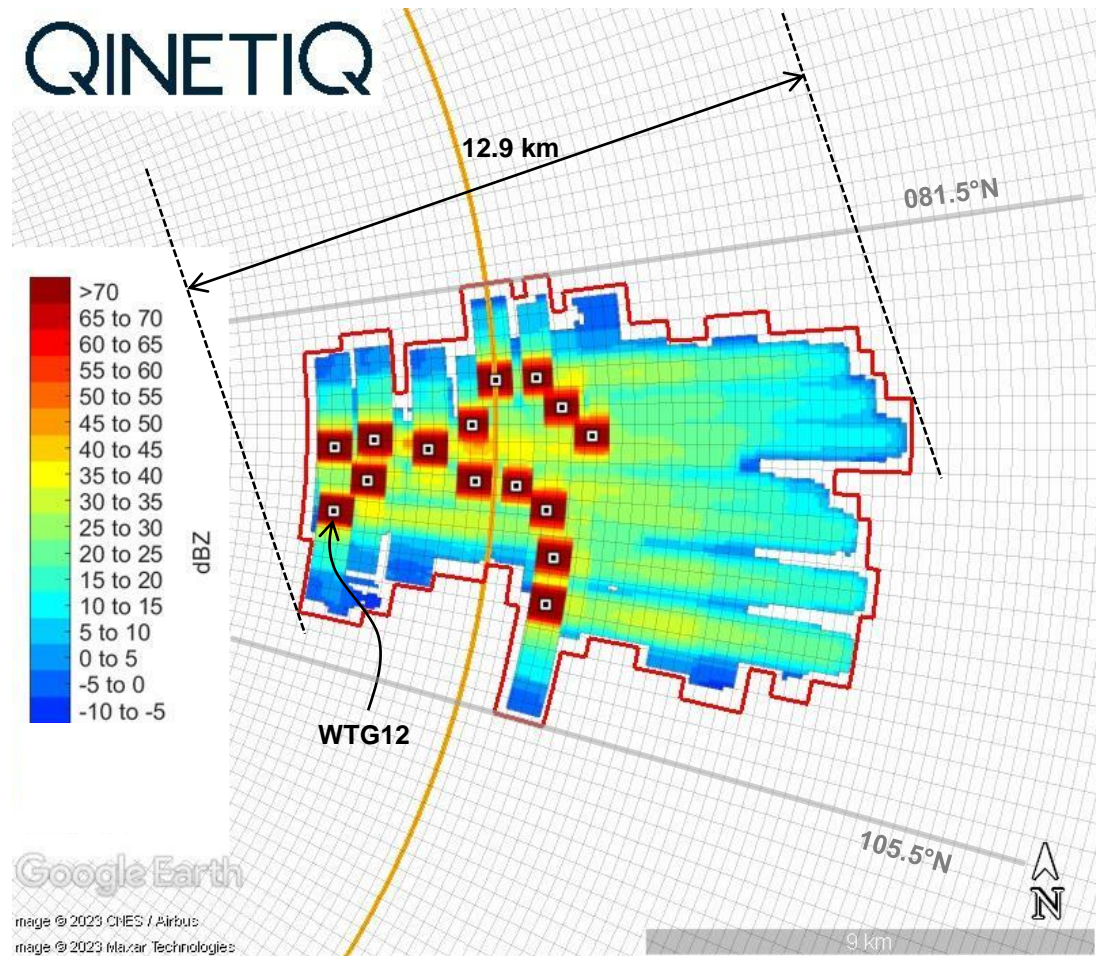 QINETIQ
12.9 km
081.5°N
>70
65 to 70
60 to 65
55 to 60
50 to 55
45 to 50
40 to 45
35 to 40
30 to 35
25 to 30
20 to 25
15 to 20
10 to 15
5 to 10
0 to 5
-5 to 0
-10 to -5
dBZ
WTG12
105.5°N
Google Earth
mage © 2023 CNES / Airbus
mage © 2023 Maxar Technologies
N
9 km